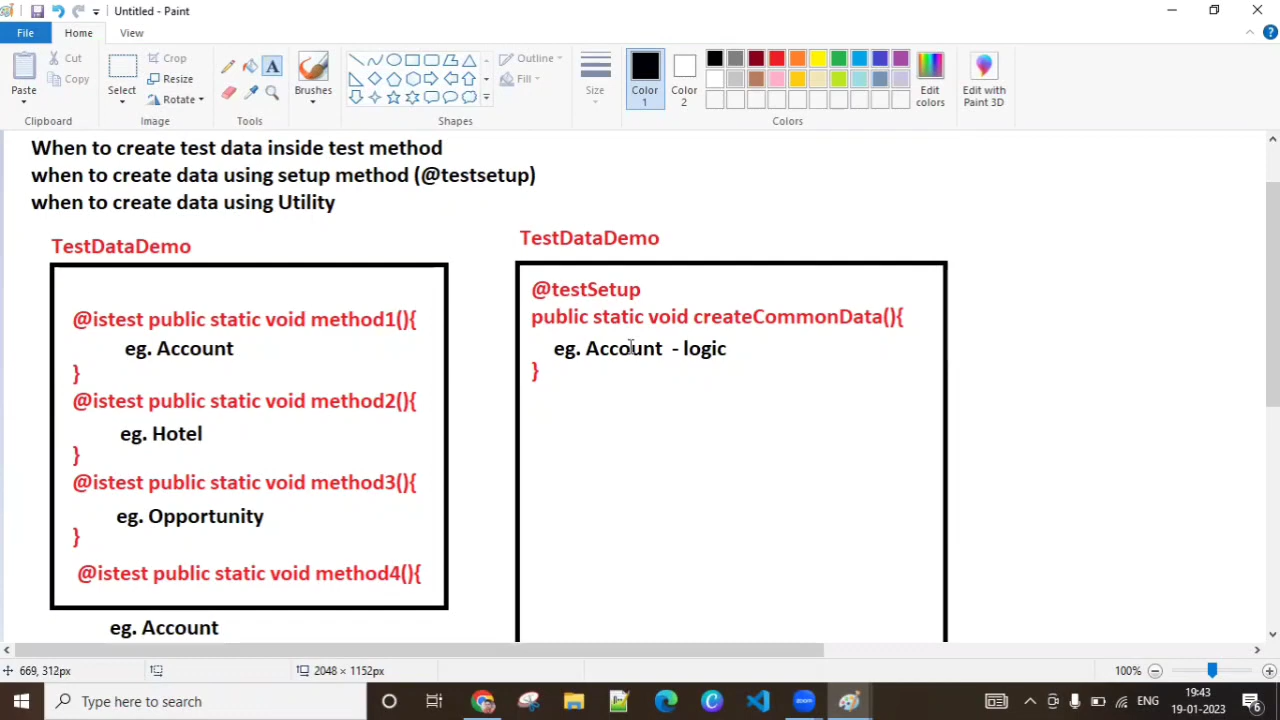 Untitled - Paint
File
Home
View
Paste
Cut
Copy
Clipboard
Select
Crop
Resize
Rotate
Image
A
Tools
Brushes
Shapes
Outline
Fill
Size
Color 1
Color 2
Colors
Edit colors
Edit with Paint 3D
When to create test data inside test method
when to create data using setup method (@testsetup)
when to create data using Utility
TestDataDemo
@istest public static void method1(){
eg. Account
}
@istest public static void method2(){
eg. Hotel
}
@istest public static void method3(){
eg. Opportunity
}
@istest public static void method4(){
eg. Account
TestDataDemo
@testSetup
public static void createCommonData(){
eg. Account - logic
}
669, 312px
2048 × 1152px
100%
Type here to search
zoom
ENG
19:43
19-01-2023
6